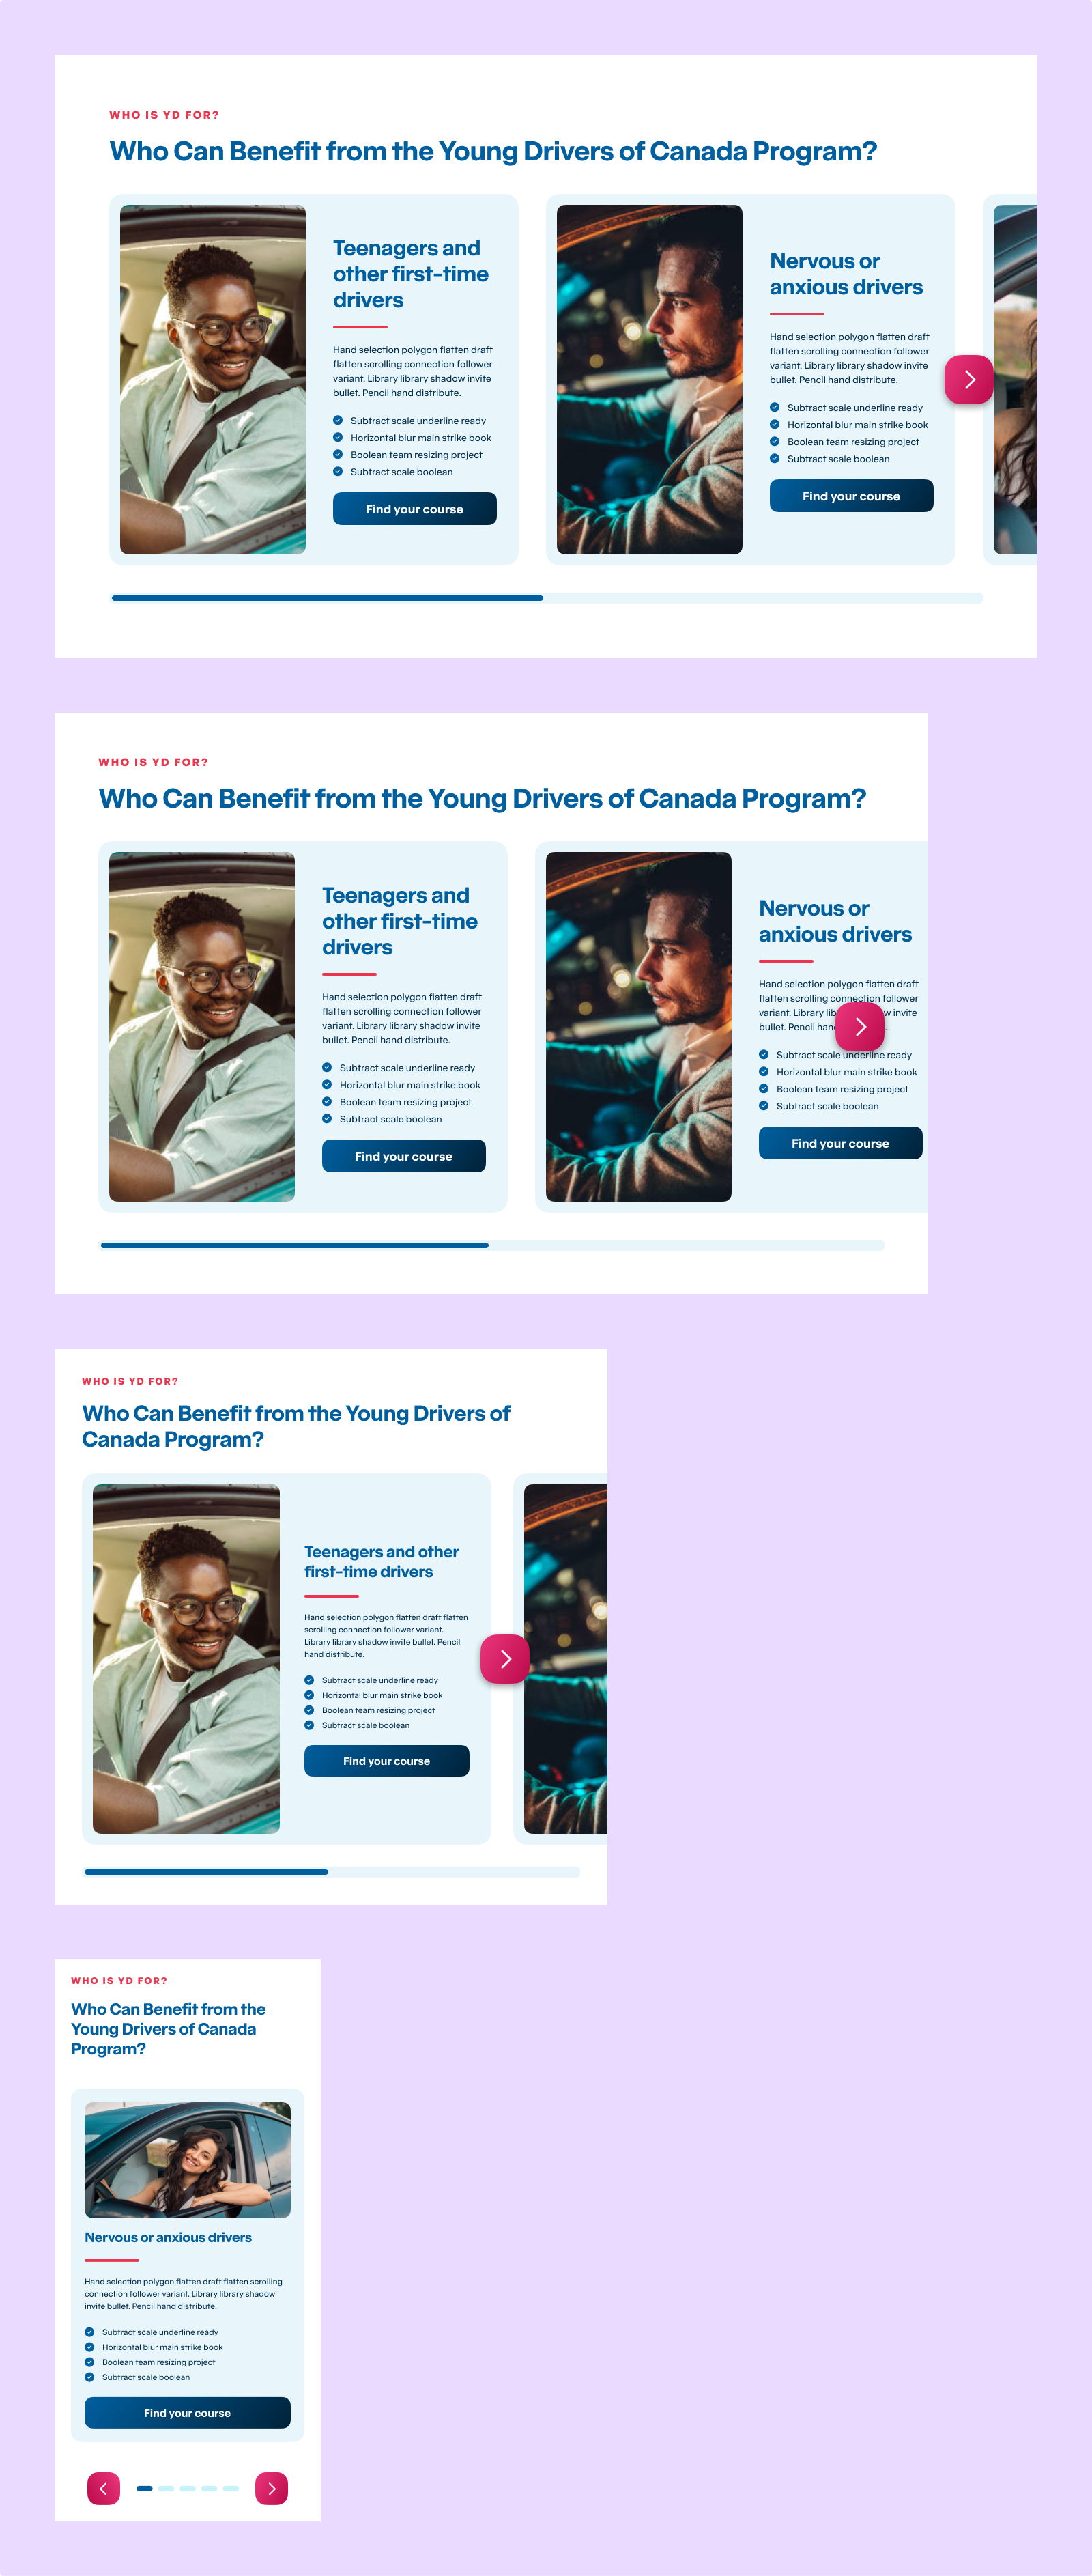 WHO IS YD FOR?
Who Can Benefit from the Young Drivers of Canada Program?
Teenagers and
other first-time
drivers
Hand selection polygon flatten draft
flatten scrolling connection follower
variant. Library library shadow invite
bullet. Pencil hand distribute.
Subtract scale underline ready
Horizontal blur main strike book
Boolean team resizing project
Subtract scale boolean
Find your course
Nervous or
anxious drivers
Hand selection polygon flatten draft
flatten scrolling connection follower
variant. Library library shadow invite
bullet. Pencil hand distribute.
Subtract scale underline ready
Horizontal blur main strike book
Boolean team resizing project
Subtract scale boolean
Find your course
WHO IS YD FOR?
Who Can Benefit from the Young Drivers of Canada Program?
Teenagers and
other first-time
drivers
Hand selection polygon flatten draft
flatten scrolling connection follower
variant. Library library shadow invite
bullet. Pencil hand distribute.
Subtract scale underline ready
Horizontal blur main strike book
Boolean team resizing project
Subtract scale boolean
Find your course
Nervous or
anxious drivers
Hand selection polygon flatten draft
flatten scrolling connection follower
variant. Library invite
bullet. Pencil
Subtract scale underline ready
Horizontal blur main strike book
Boolean team resizing project
Subtract scale boolean
Find your course
WHO IS YD FOR?
Who Can Benefit from the Young Drivers of
Canada Program?
Teenagers and other
first-time drivers
Hand selection polygon flatten draft flatten
scrolling connection follower variant.
Library library shadow invite bullet. Pencil
hand distribute.
Subtract scale underline ready
Horizontal blur main strike book
Boolean team resizing project
Subtract scale boolean
Find your course
WHO IS YD FOR?
Who Can Benefit from the
Young Drivers of Canada
Program?
Nervous or anxious drivers
Hand selection polygon flatten draft flatten scrolling
connection follower variant. Library library shadow
invite bullet. Pencil hand distribute.
Subtract scale underline ready
Horizontal blur main strike book
Boolean team resizing project
Subtract scale boolean
Find your course